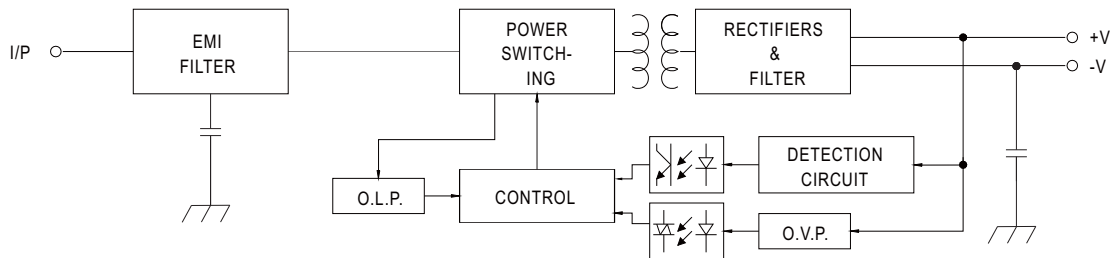 I/P
EMI
FILTER
POWER
SWITCH-
ING
RECTIFIERS
&
FILTER
+V
-V
O.L.P.
CONTROL
DETECTION
CIRCUIT
O.V.P.